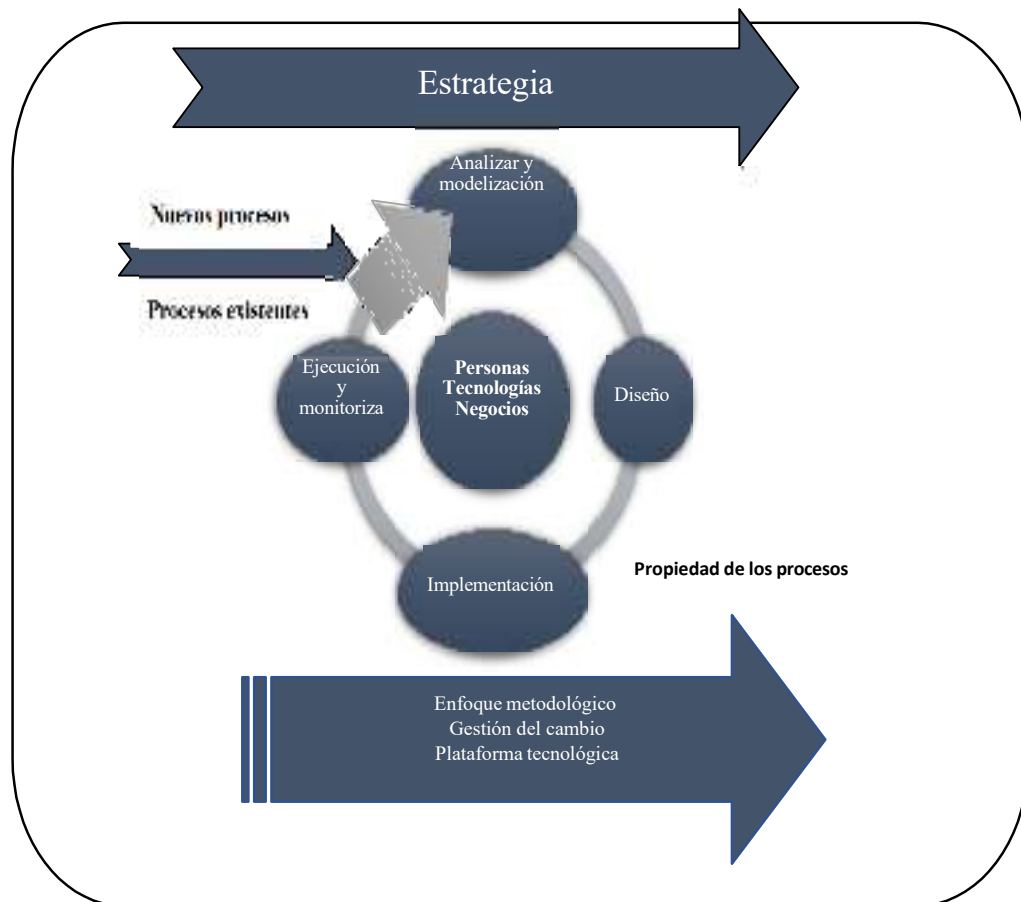 Estrategia
Analizar y
modelización
Nuevos procesos
Procesos existentes
Ejecución
y
monitoriza
Personas
Tecnologías
Negocios
Diseño
Implementación
Propiedad de los procesos
Enfoque metodológico
Gestión del cambio
Plataforma tecnológica